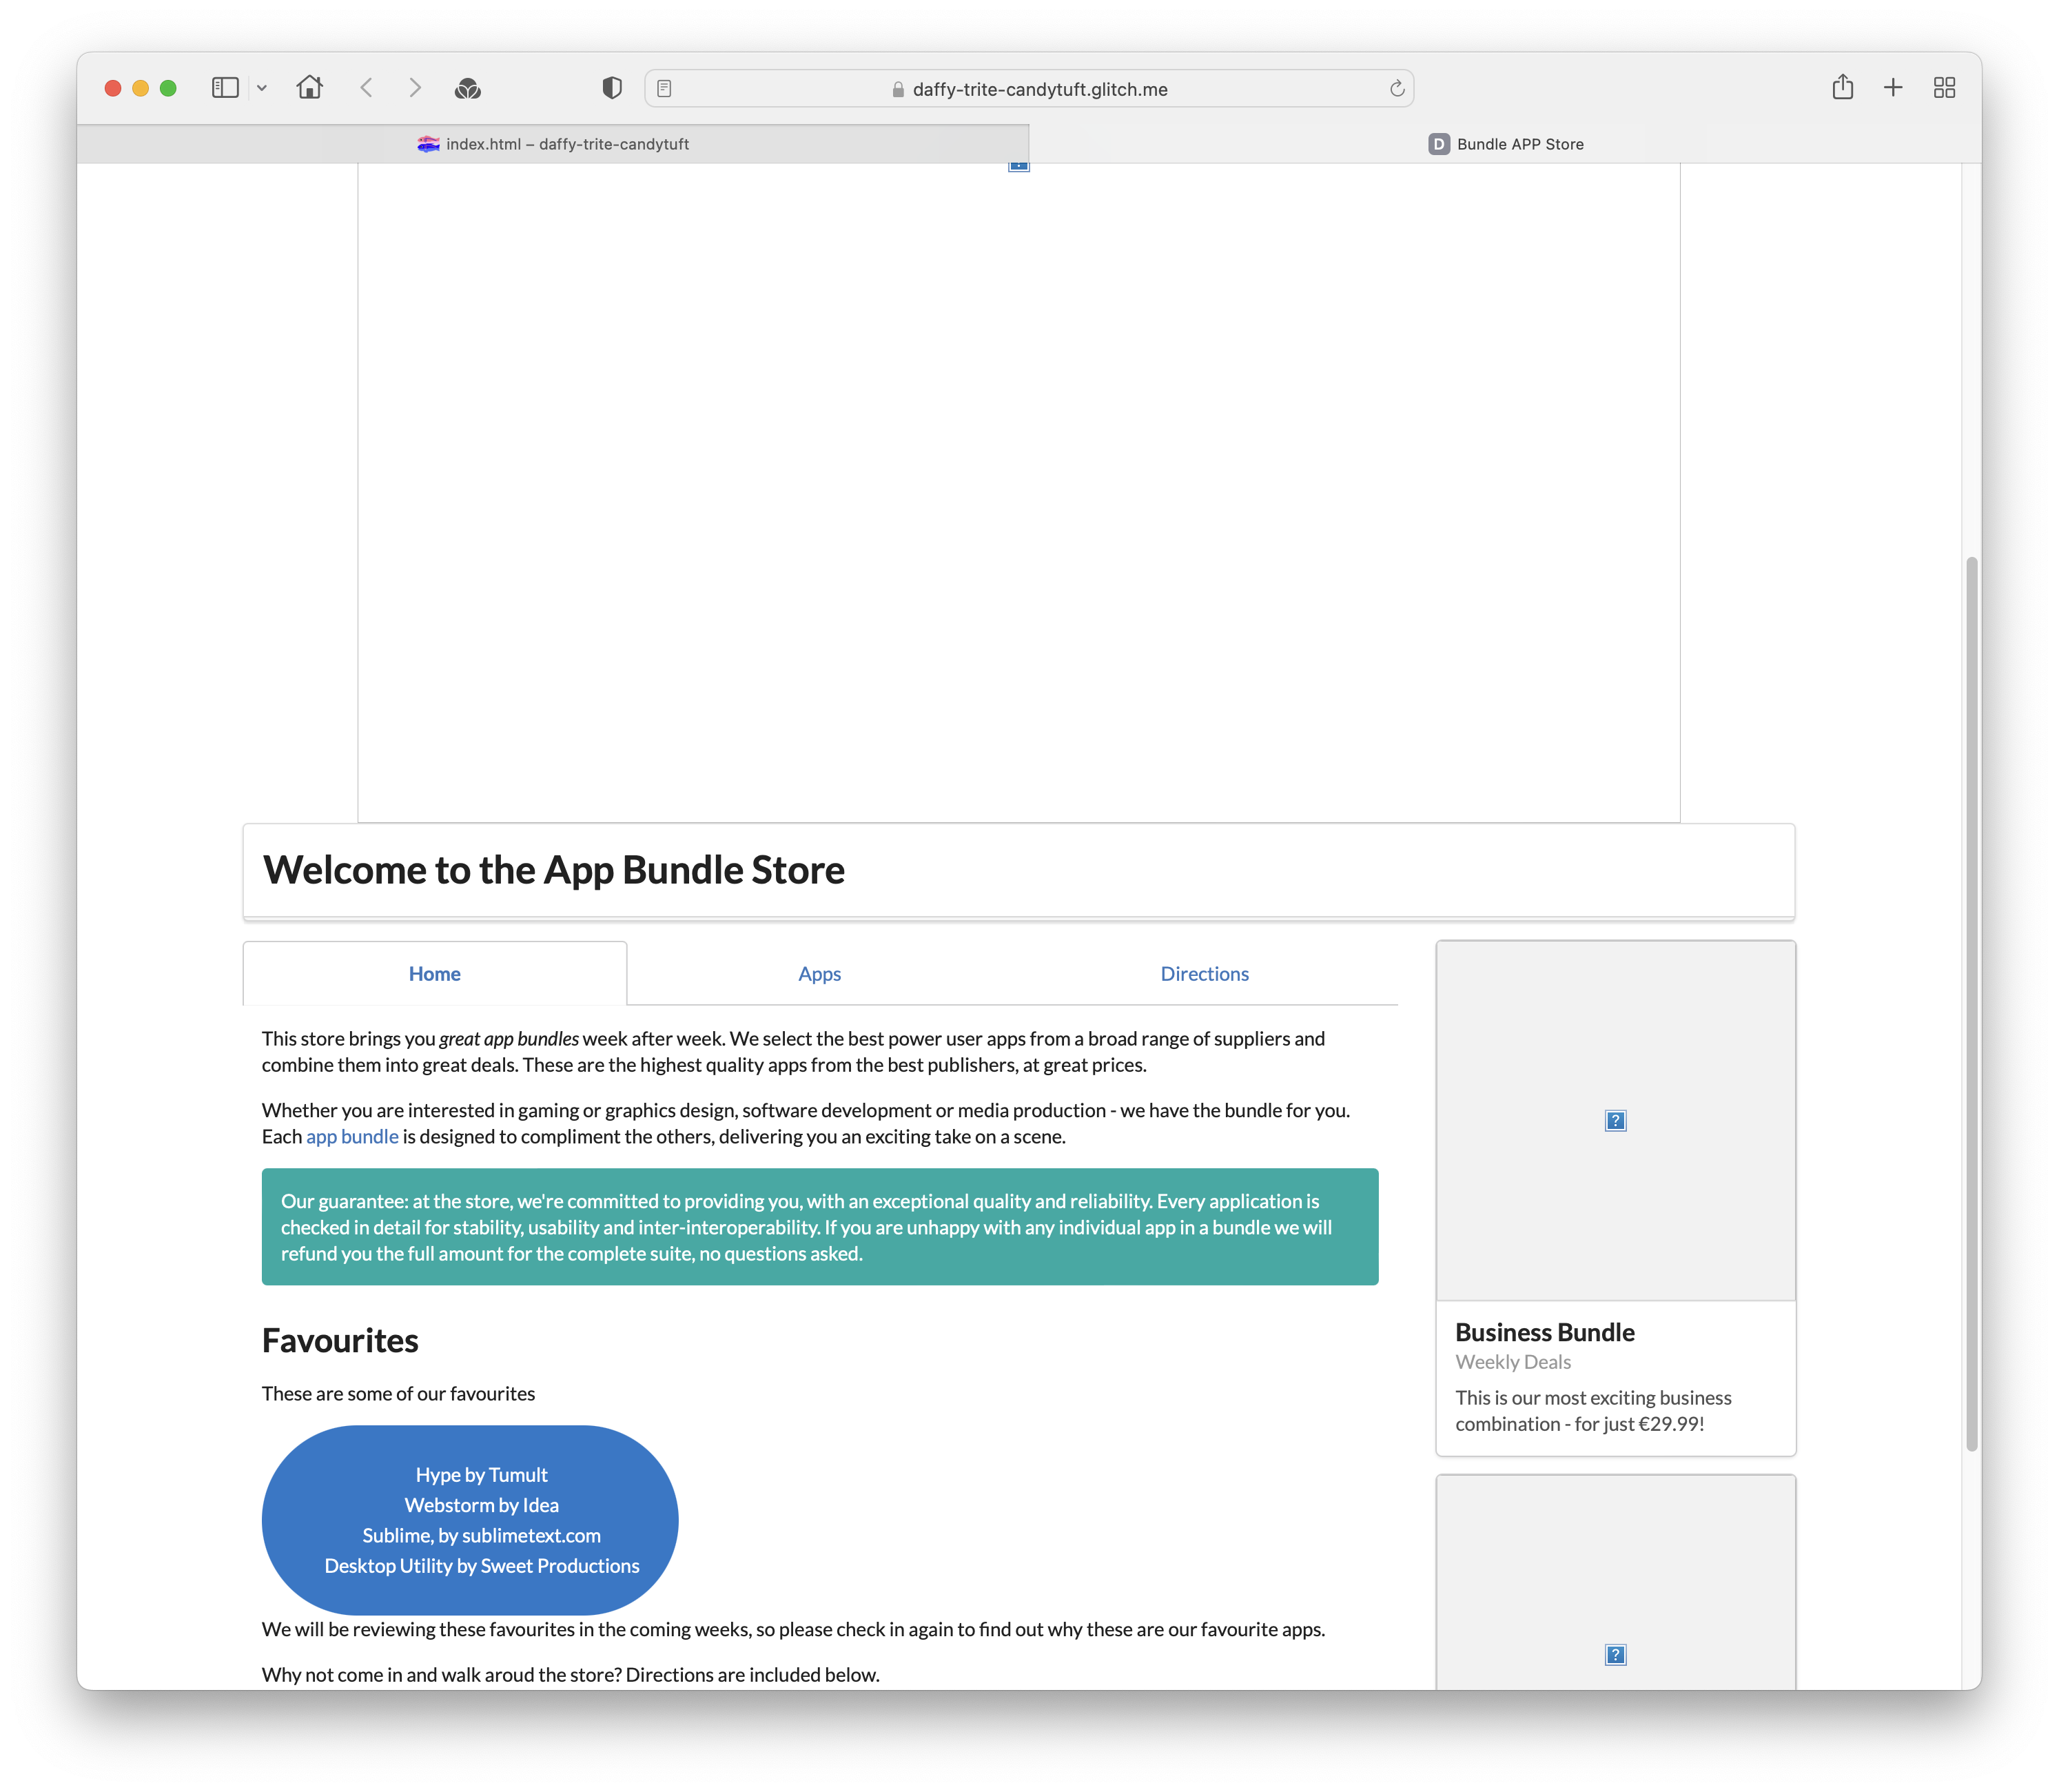 daffy-trite-candytuft.glitch.me
index.html – daffy-trite-candytuft
D Bundle APP Store
Welcome to the App Bundle Store
Home
Apps
Directions
This store brings you great app bundles week after week. We select the best power user apps from a broad range of suppliers and
combine them into great deals. These are the highest quality apps from the best publishers, at great prices.
Whether you are interested in gaming or graphics design, software development or media production - we have the bundle for you.
Each app bundle is designed to compliment the others, delivering you an exciting take on a scene.
Our guarantee: at the store, we're committed to providing you, with an exceptional quality and reliability. Every application is
checked in detail for stability, usability and inter-interoperability. If you are unhappy with any individual app in a bundle we will
refund you the full amount for the complete suite, no questions asked.
Favourites
These are some of our favourites
Hype by Tumult
Webstorm by Idea
Sublime, by sublimetext.com
Desktop Utility by Sweet Productions
We will be reviewing these favourites in the coming weeks, so please check in again to find out why these are our favourite apps.
Why not come in and walk aroud the store? Directions are included below.
?
Business Bundle
Weekly Deals
This is our most exciting business
combination - for just €29.99!
?